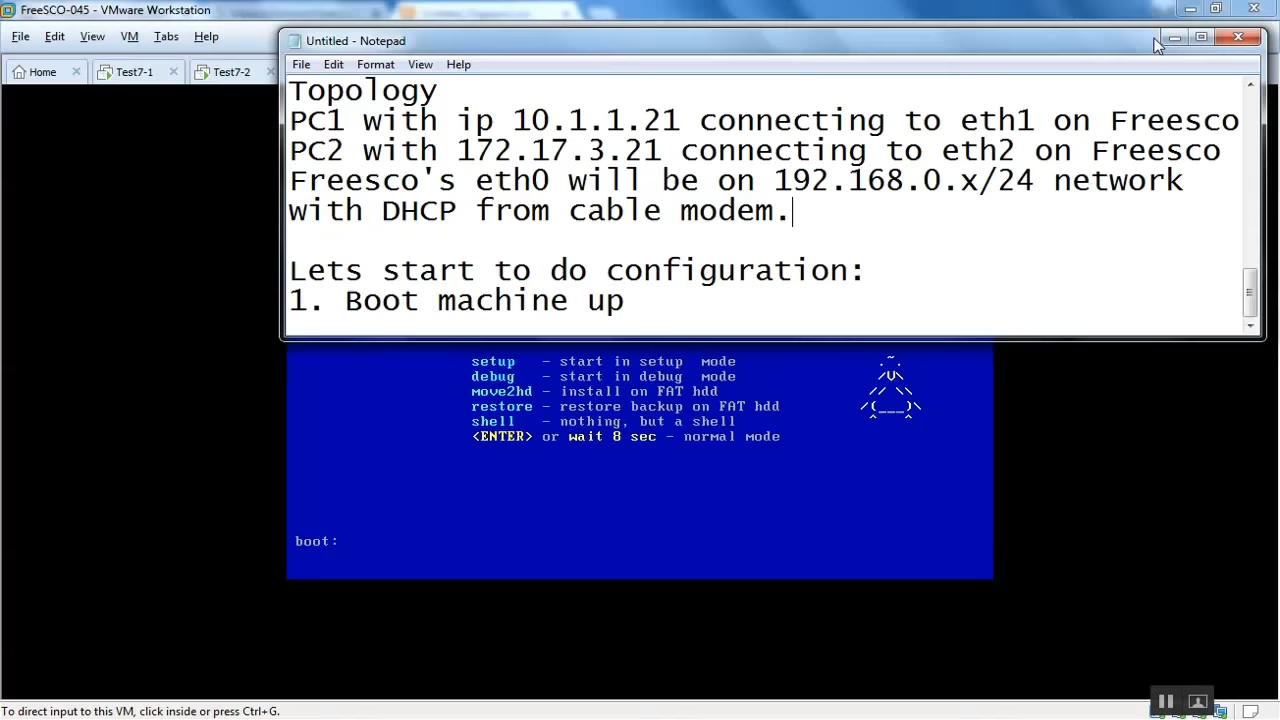 FreeSCO-045 - VMware Workstation
File Edit View VM Tabs Help
Home Test7-1 Test7-2
Untitled - Notepad
File Edit Format View Help
Topology
PC1 with ip 10.1.1.21 connecting to eth1 on Freesco
PC2 with 172.17.3.21 connecting to eth2 on Freesco
Freesco's eth0 will be on 192.168.0.x/24 network
with DHCP from cable modem.
Lets start to do configuration:
1. Boot machine up
setup - start in setup mode
debug - start in debug mode
move2hd - install on FAT hdd
restore - restore backup on FAT hdd
shell - nothing, but a shell
<ENTER> or wait 8 sec - normal mode
boot:
To direct input to this VM, click inside or press Ctrl+G.